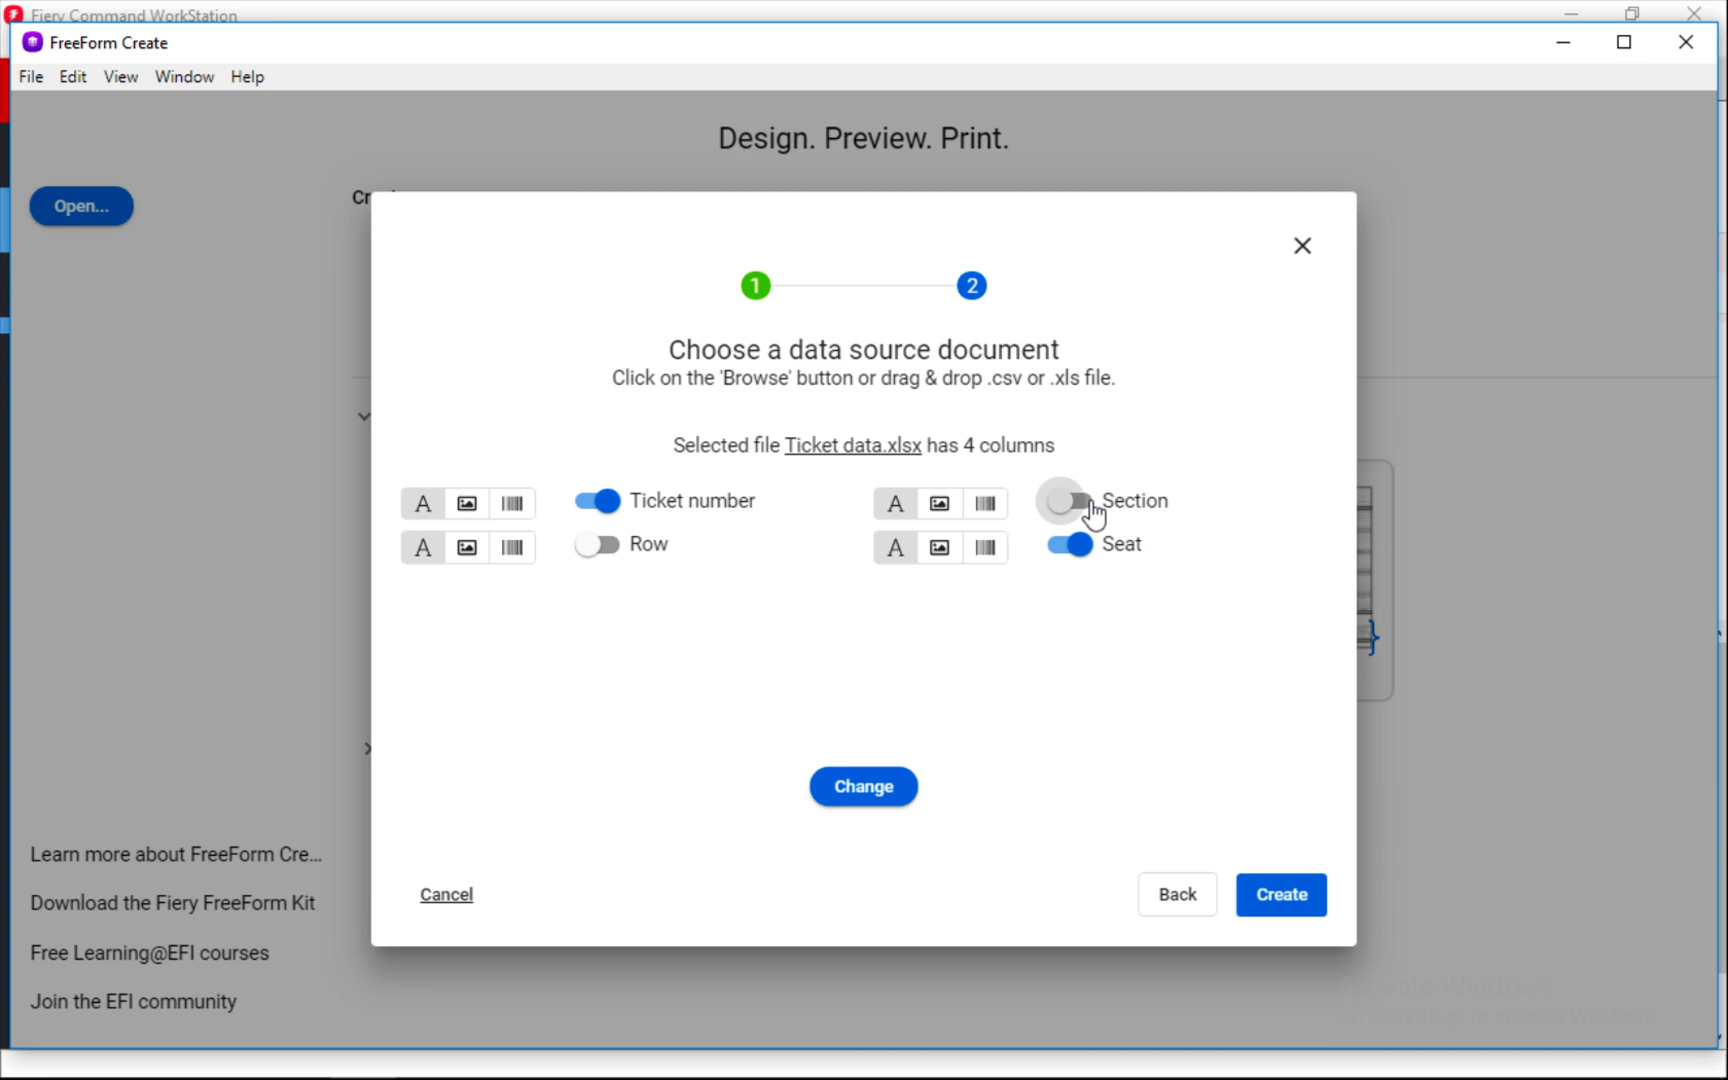 Fiery Command WorkStation
FreeForm Create
File Edit View Window Help
Design. Preview. Print.
Open...
1 2
Choose a data source document
Click on the 'Browse' button or drag & drop .csv or .xls file.
Selected file Ticket data.xlsx has 4 columns
A Ticket number A Section
A Row A Seat
Change
Learn more about FreeForm Cre...
Cancel Back Create
Download the Fiery FreeForm Kit
Free Learning@EFI courses
Join the EFI community